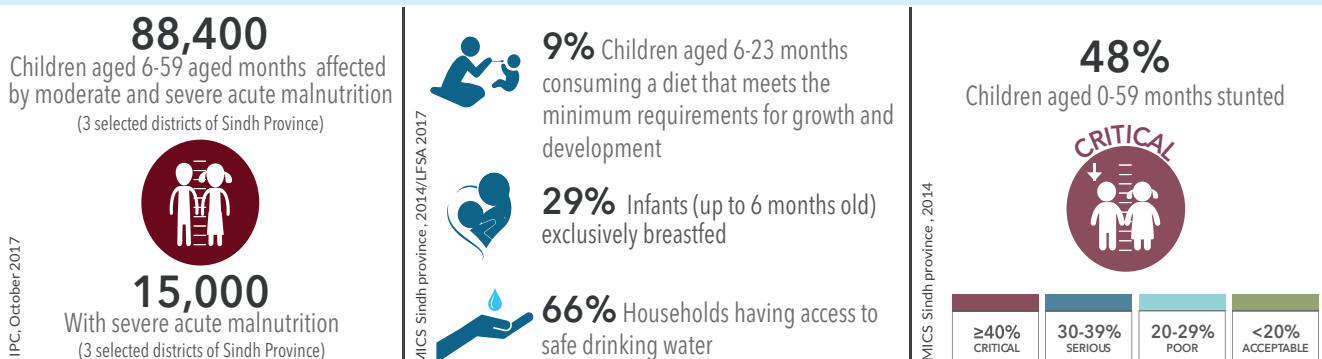 88,400
Children aged 6-59 aged months affected
by moderate and severe acute malnutrition
(3 selected districts of Sindh Province)
15,000
With severe acute malnutrition
(3 selected districts of Sindh Province)
IPC, October 2017
9% Children aged 6-23 months
consuming a diet that meets the
minimum requirements for growth and
development
29% Infants (up to 6 months old)
exclusively breastfed
66% Households having access to
safe drinking water
MICS Sindh province, 2014/LFSA 2017
48%
Children aged 0-59 months stunted
CRITICAL
MICS Sindh province , 2014
≥40%
CRITICAL
30-39%
SERIOUS
20-29%
POOR
<20%
ACCEPTABLE